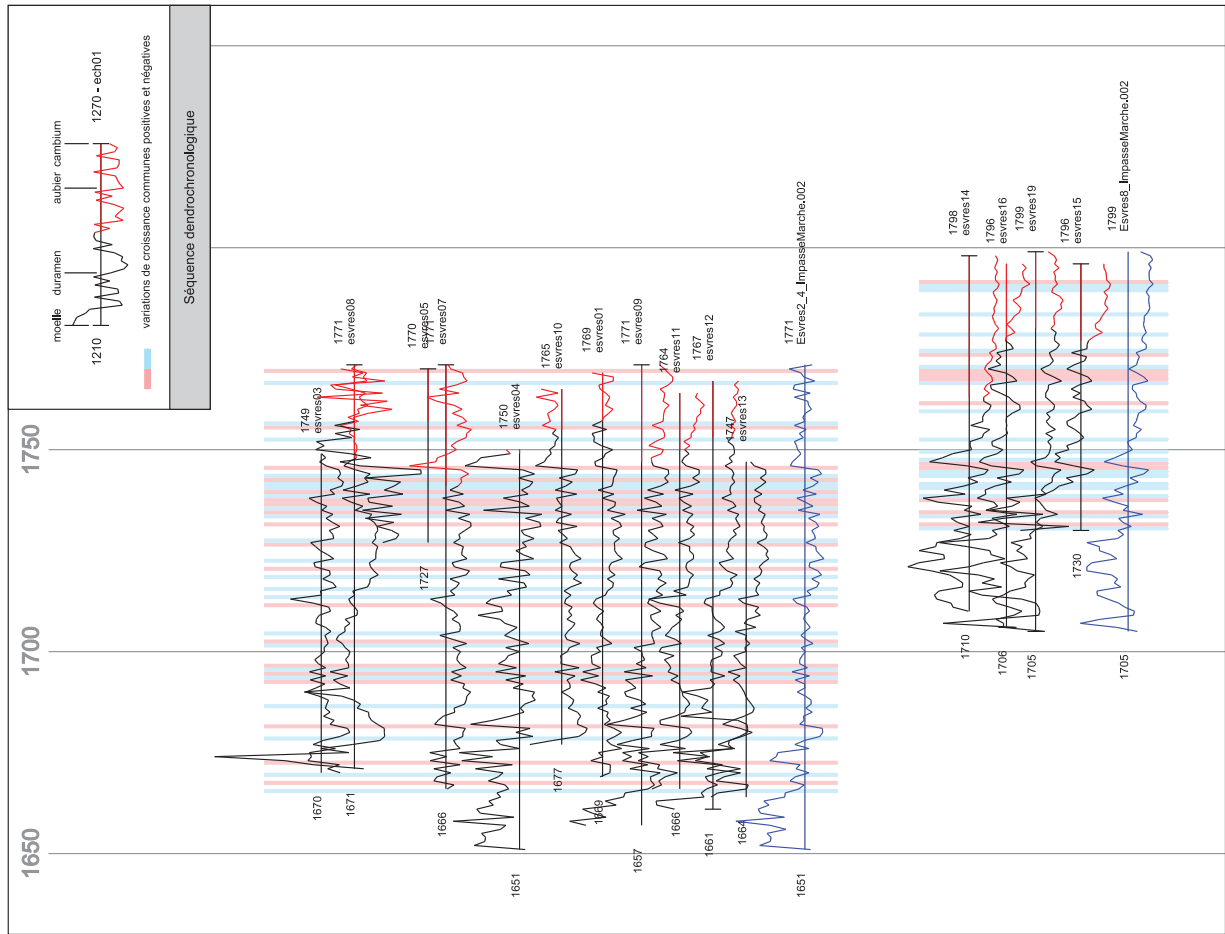 moelle duramen aubier cambium
1210 1270 - ech01
variations de croissance communes positives et négatives
Séquence dendrochronologique
1650 1700 1750
1670 1749
esvres03
1671 1771
esvres08
1727 1770
esvres05
1666 1771
esvres07
1651 1750
esvres04
1677 1765
esvres10
1669 1769
esvres01
1657 1771
esvres09
1666 1764
esvres11
1661 1767
esvres12
1664 1747
esvres13
1651 1771
Esvres2_4_ImpasseMarche.002
1710 1798
esvres14
1706 1796
esvres16
1705 1799
esvres19
1730 1796
esvres15
1705 1799
Esvres8_ImpasseMarche.002